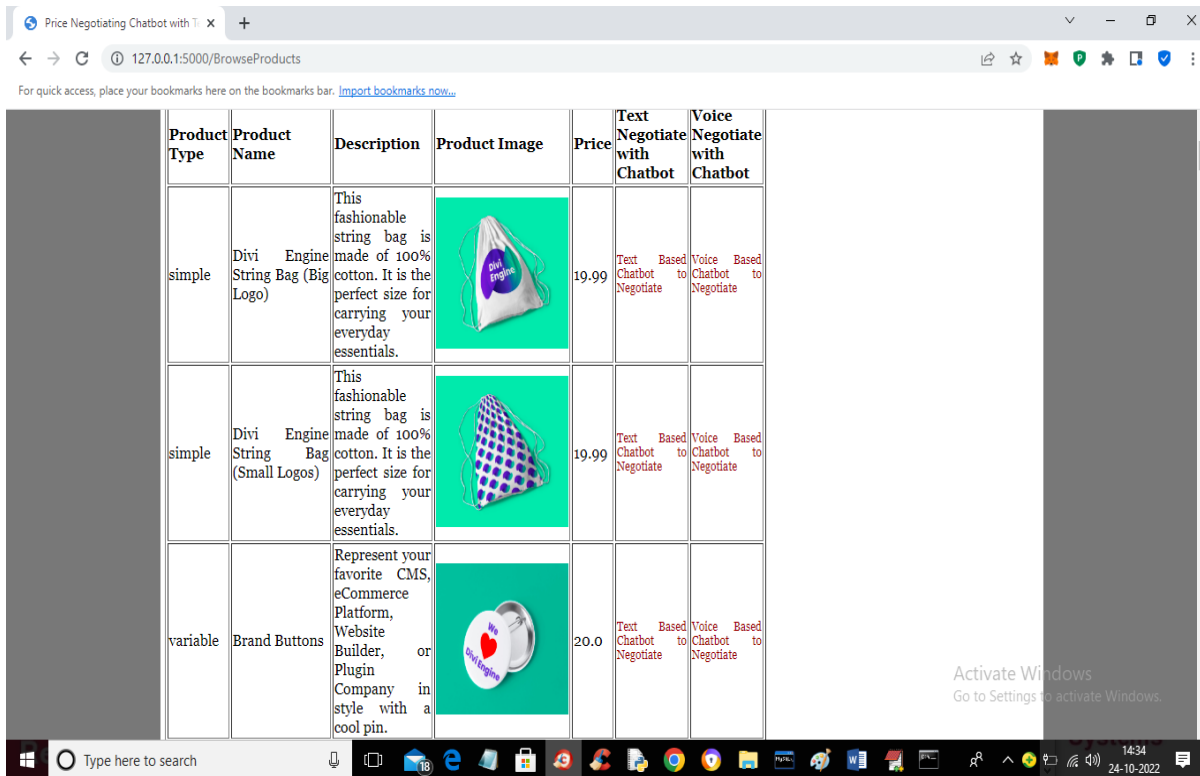 Price Negotiating Chatbot with T
127.0.0.1:5000/BrowseProducts
For quick access, place your bookmarks here on the bookmarks bar. Import bookmarks now...
Product Type
Product Name
Description
Product Image
Price
Text Negotiate with Chatbot
Voice Negotiate with Chatbot
simple
Divi Engine
String Bag (Big
Logo)
This
fashionable
string bag is
made of 100%
cotton. It is the
perfect size for
carrying your
everyday
essentials.
Divi
Engine
19.99
Text Based
Chatbot to
Negotiate
Voice Based
Chatbot to
Negotiate
simple
Divi Engine
String Bag
(Small Logos)
This
fashionable
string bag is
made of 100%
cotton. It is the
perfect size for
carrying your
everyday
essentials.
19.99
Text Based
Chatbot to
Negotiate
Voice Based
Chatbot to
Negotiate
variable
Brand Buttons
Represent your
favorite CMS,
eCommerce
Platform,
Website
Builder, or
Plugin
Company in
style with a
cool pin.
We
Divi Engine
20.0
Text Based
Chatbot to
Negotiate
Voice Based
Chatbot to
Negotiate
Activate Windows
Go to Settings to activate Windows.
Type here to search
18
14:34
24-10-2022